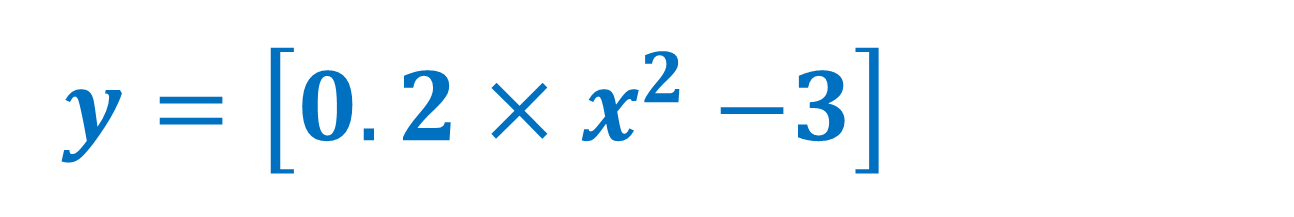 y = [0.2 × x² −3]